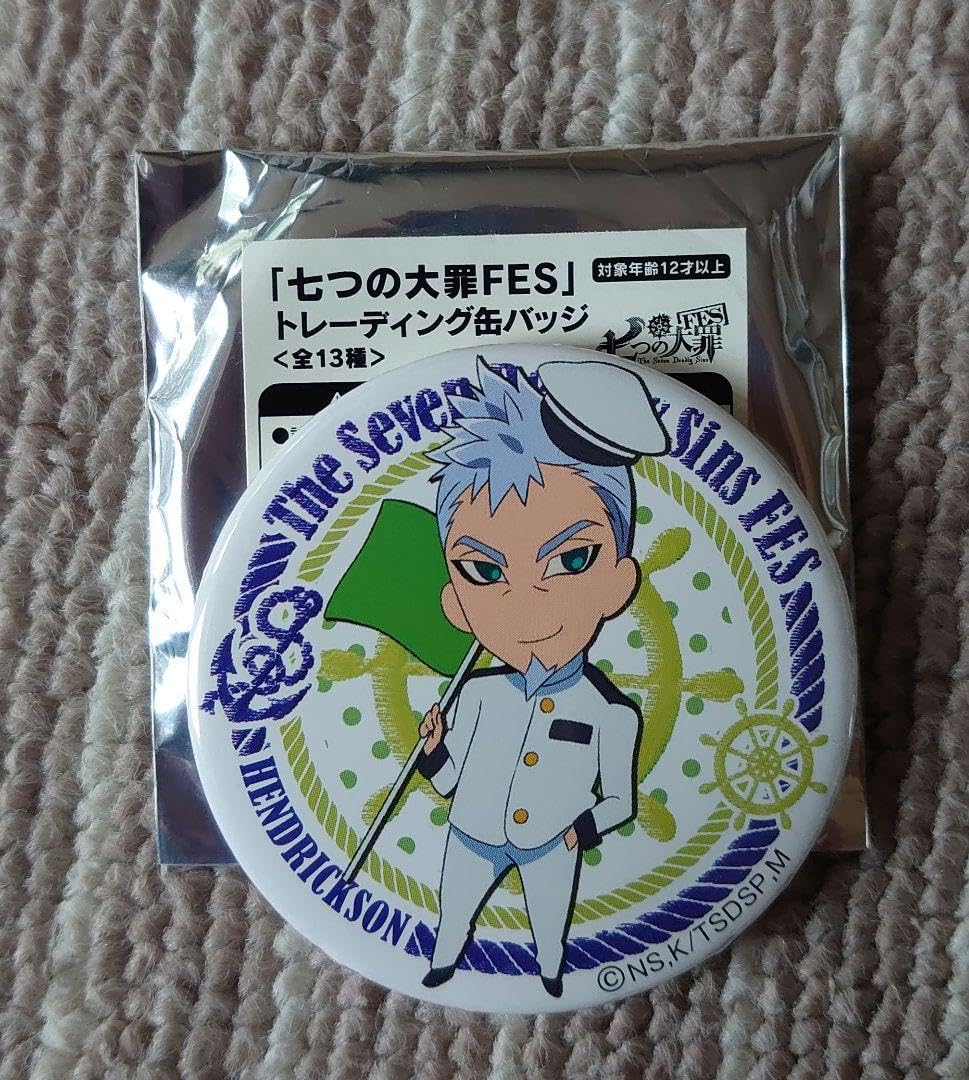 「七つの大罪FES」
対象年齢12才以上
トレーディング缶バッジ
<全13種>
FES
七つの大罪
The Seven Deadly Sins
The Seven Sins FES
HENDRICKSON
©NS,K/TSDSP,M